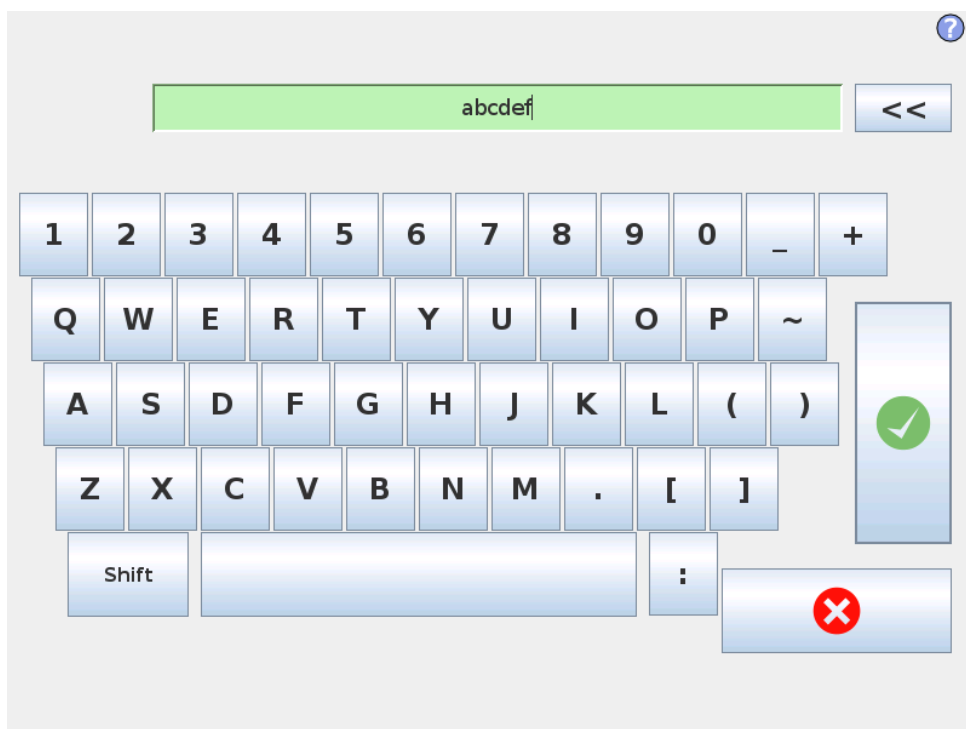 ?
abcdef
<<
1 2 3 4 5 6 7 8 9 0 _ +
Q W E R T Y U I O P ~
A S D F G H J K L ( )
Z X C V B N M . [ ]
Shift :